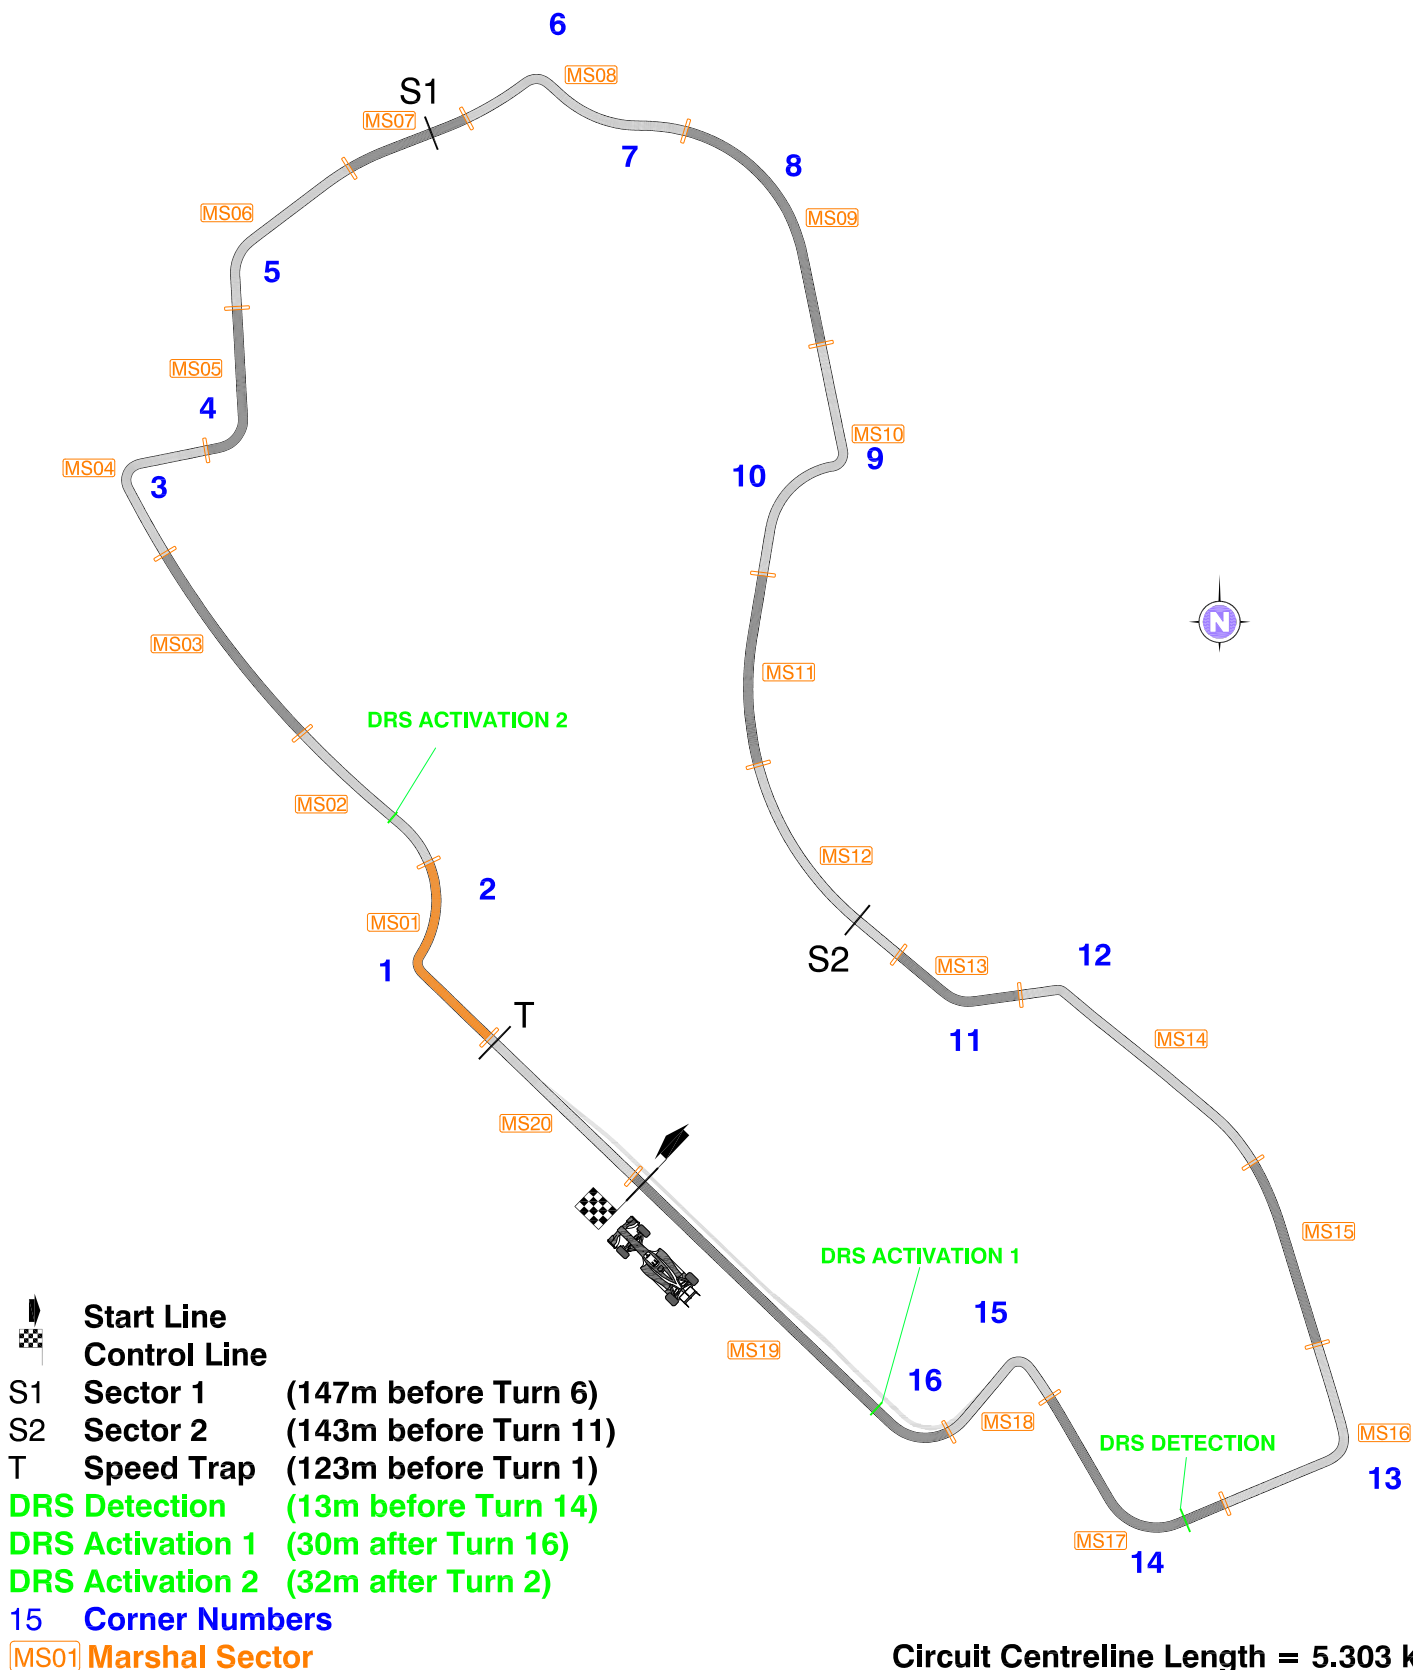 6
MS08
S1
MS07
7
8
MS06
MS09
5
MS05
4
MS10
9
MS04
3
10
N
MS03
MS11
DRS ACTIVATION 2
MS02
MS12
2
MS01
1
S2
12
MS13
T
11
MS14
MS20
MS15
DRS ACTIVATION 1
15
MS19
16
MS18
MS16
DRS DETECTION
13
MS17
14
Start Line
Control Line
S1 Sector 1 (147m before Turn 6)
S2 Sector 2 (143m before Turn 11)
T Speed Trap (123m before Turn 1)
DRS Detection (13m before Turn 14)
DRS Activation 1 (30m after Turn 16)
DRS Activation 2 (32m after Turn 2)
15 Corner Numbers
MS01 Marshal Sector
Circuit Centreline Length = 5.303 k